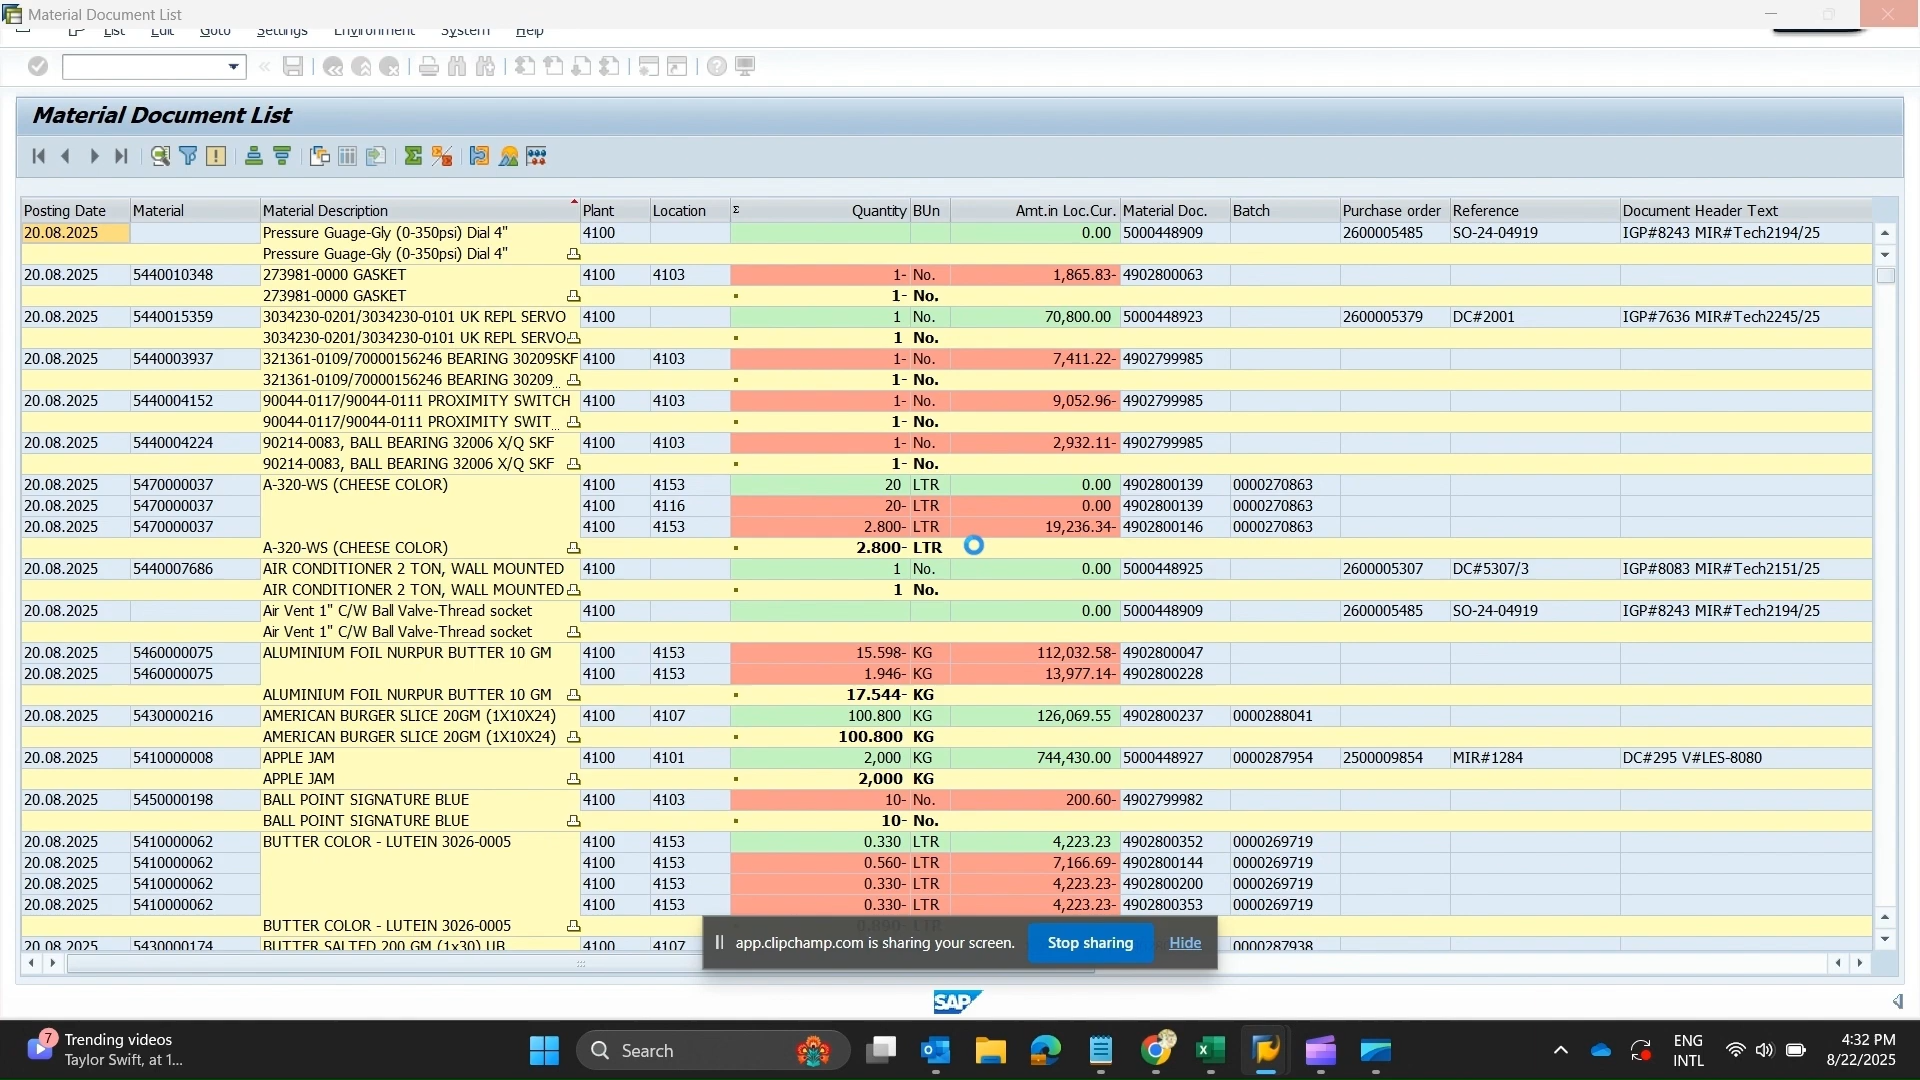 Material Document List
List Edit Goto Settings Environment System Help
Material Document List
Posting Date Material Material Description Plant Location Σ Quantity BUn Amt.in Loc.Cur. Material Doc. Batch Purchase order Reference Document Header Text
20.08.2025 Pressure Guage-Gly (0-350psi) Dial 4" 4100 0.00 5000448909 2600005485 SO-24-04919 IGP#8243 MIR#Tech2194/25
Pressure Guage-Gly (0-350psi) Dial 4"
20.08.2025 5440010348 273981-0000 GASKET 4100 4103 1- No. 1,865.83- 4902800063
273981-0000 GASKET 1- No.
20.08.2025 5440015359 3034230-0201/3034230-0101 UK REPL SERVO 4100 1 No. 70,800.00 5000448923 2600005379 DC#2001 IGP#7636 MIR#Tech2245/25
3034230-0201/3034230-0101 UK REPL SERVO 1 No.
20.08.2025 5440003937 321361-0109/70000156246 BEARING 30209SKF 4100 4103 1- No. 7,411.22- 4902799985
321361-0109/70000156246 BEARING 30209... 1- No.
20.08.2025 5440004152 90044-0117/90044-0111 PROXIMITY SWITCH 4100 4103 1- No. 9,052.96- 4902799985
90044-0117/90044-0111 PROXIMITY SWIT... 1- No.
20.08.2025 5440004224 90214-0083, BALL BEARING 32006 X/Q SKF 4100 4103 1- No. 2,932.11- 4902799985
90214-0083, BALL BEARING 32006 X/Q SKF 1- No.
20.08.2025 5470000037 A-320-WS (CHEESE COLOR) 4100 4153 20 LTR 0.00 4902800139 0000270863
20.08.2025 5470000037 4100 4116 20- LTR 0.00 4902800139 0000270863
20.08.2025 5470000037 4100 4153 2.800- LTR 19,236.34- 4902800146 0000270863
A-320-WS (CHEESE COLOR) 2.800- LTR
20.08.2025 5440007686 AIR CONDITIONER 2 TON, WALL MOUNTED 4100 1 No. 0.00 5000448925 2600005307 DC#5307/3 IGP#8083 MIR#Tech2151/25
AIR CONDITIONER 2 TON, WALL MOUNTED 1 No.
20.08.2025 Air Vent 1" C/W Ball Valve-Thread socket 4100 0.00 5000448909 2600005485 SO-24-04919 IGP#8243 MIR#Tech2194/25
Air Vent 1" C/W Ball Valve-Thread socket
20.08.2025 5460000075 ALUMINIUM FOIL NURPUR BUTTER 10 GM 4100 4153 15.598- KG 112,032.58- 4902800047
20.08.2025 5460000075 4100 4153 1.946- KG 13,977.14- 4902800228
ALUMINIUM FOIL NURPUR BUTTER 10 GM 17.544- KG
20.08.2025 5430000216 AMERICAN BURGER SLICE 20GM (1X10X24) 4100 4107 100.800 KG 126,069.55 4902800237 0000288041
AMERICAN BURGER SLICE 20GM (1X10X24) 100.800 KG
20.08.2025 5410000008 APPLE JAM 4100 4101 2,000 KG 744,430.00 5000448927 0000287954 2500009854 MIR#1284 DC#295 V#LES-8080
APPLE JAM 2,000 KG
20.08.2025 5450000198 BALL POINT SIGNATURE BLUE 4100 4103 10- No. 200.60- 4902799982
BALL POINT SIGNATURE BLUE 10- No.
20.08.2025 5410000062 BUTTER COLOR - LUTEIN 3026-0005 4100 4153 0.330 LTR 4,223.23 4902800352 0000269719
20.08.2025 5410000062 4100 4153 0.560- LTR 7,166.69- 4902800144 0000269719
20.08.2025 5410000062 4100 4153 0.330- LTR 4,223.23- 4902800200 0000269719
20.08.2025 5410000062 4100 4153 0.330- LTR 4,223.23- 4902800353 0000269719
BUTTER COLOR - LUTEIN 3026-0005 0.890- LTR
20.08.2025 5430000174 BUTTER SALTED 200 GM (1x30) UB 4100 4107 0000287938
app.clipchamp.com is sharing your screen. Stop sharing Hide
SAP
7 Trending videos
Taylor Swift, at 1...
Search
ENG
INTL
4:32 PM
8/22/2025